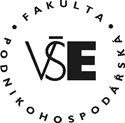 • FAKULTA •
PODNIKOHOSPODÁŘSKÁ
VŠE